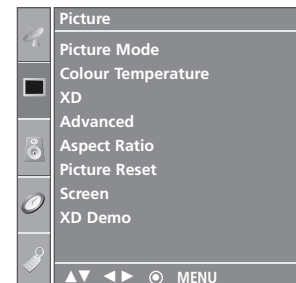 Picture
Picture Mode
Colour Temperature
XD
Advanced
Aspect Ratio
Picture Reset
Screen
XD Demo
MENU